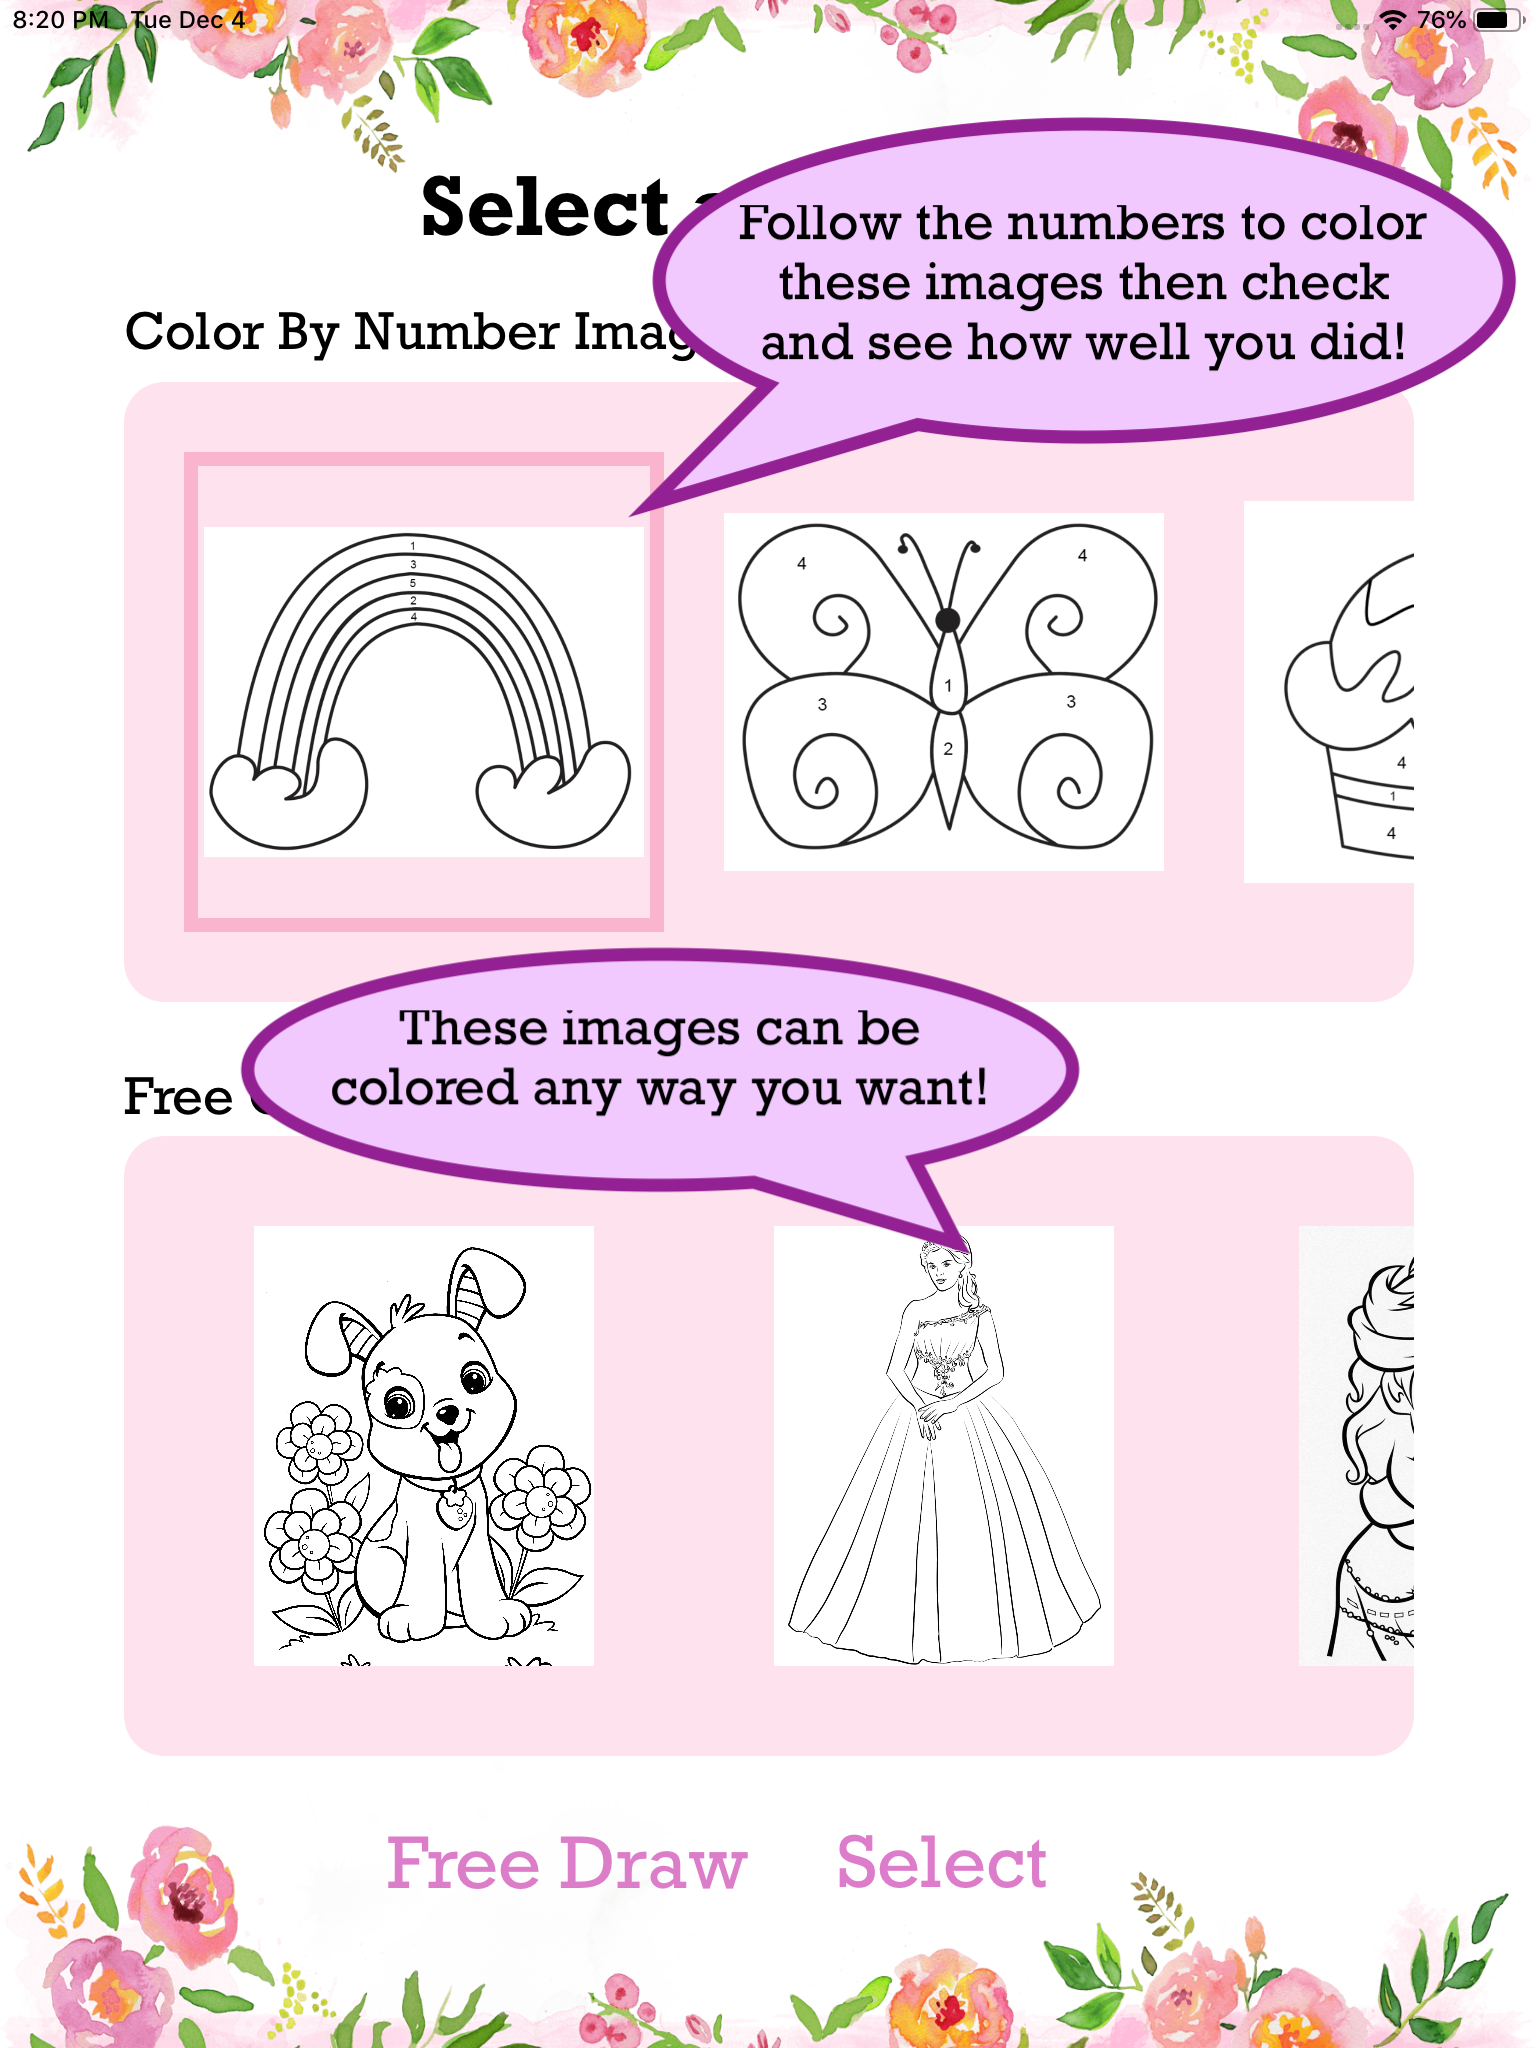 8:20 PM Tue Dec 4
76%
Select
Follow the numbers to color
these images then check
and see how well you did!
Color By Number
1
3
5
2
4
4
4
3
3
1
2
4
1
4
These images can be
colored any way you want!
Free
Free Draw
Select